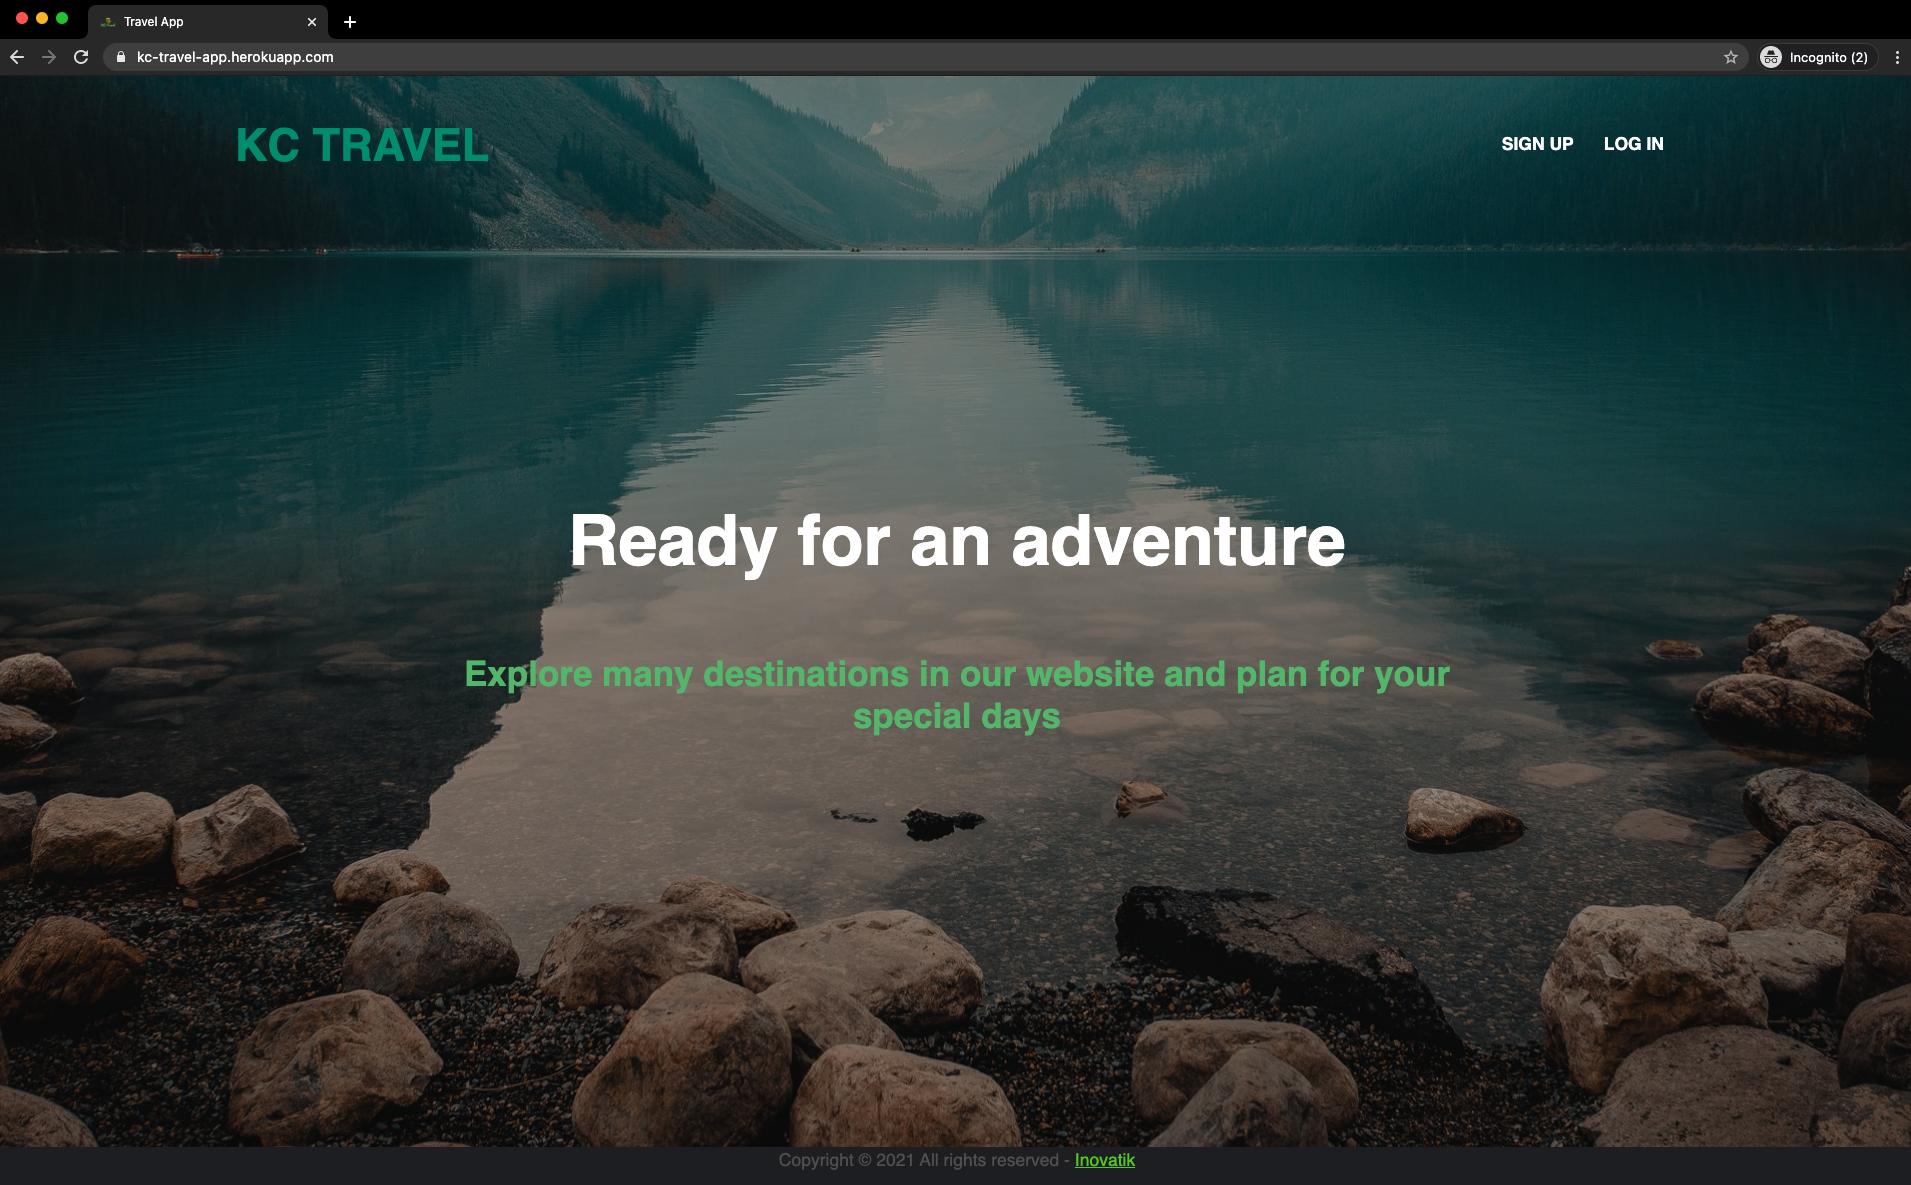 Travel App
kc-travel-app.herokuapp.com
Incognito (2)
KC TRAVEL
SIGN UP
LOG IN
Ready for an adventure
Explore many destinations in our website and plan for your
special days
Copyright © 2021 All rights reserved - Inovatik